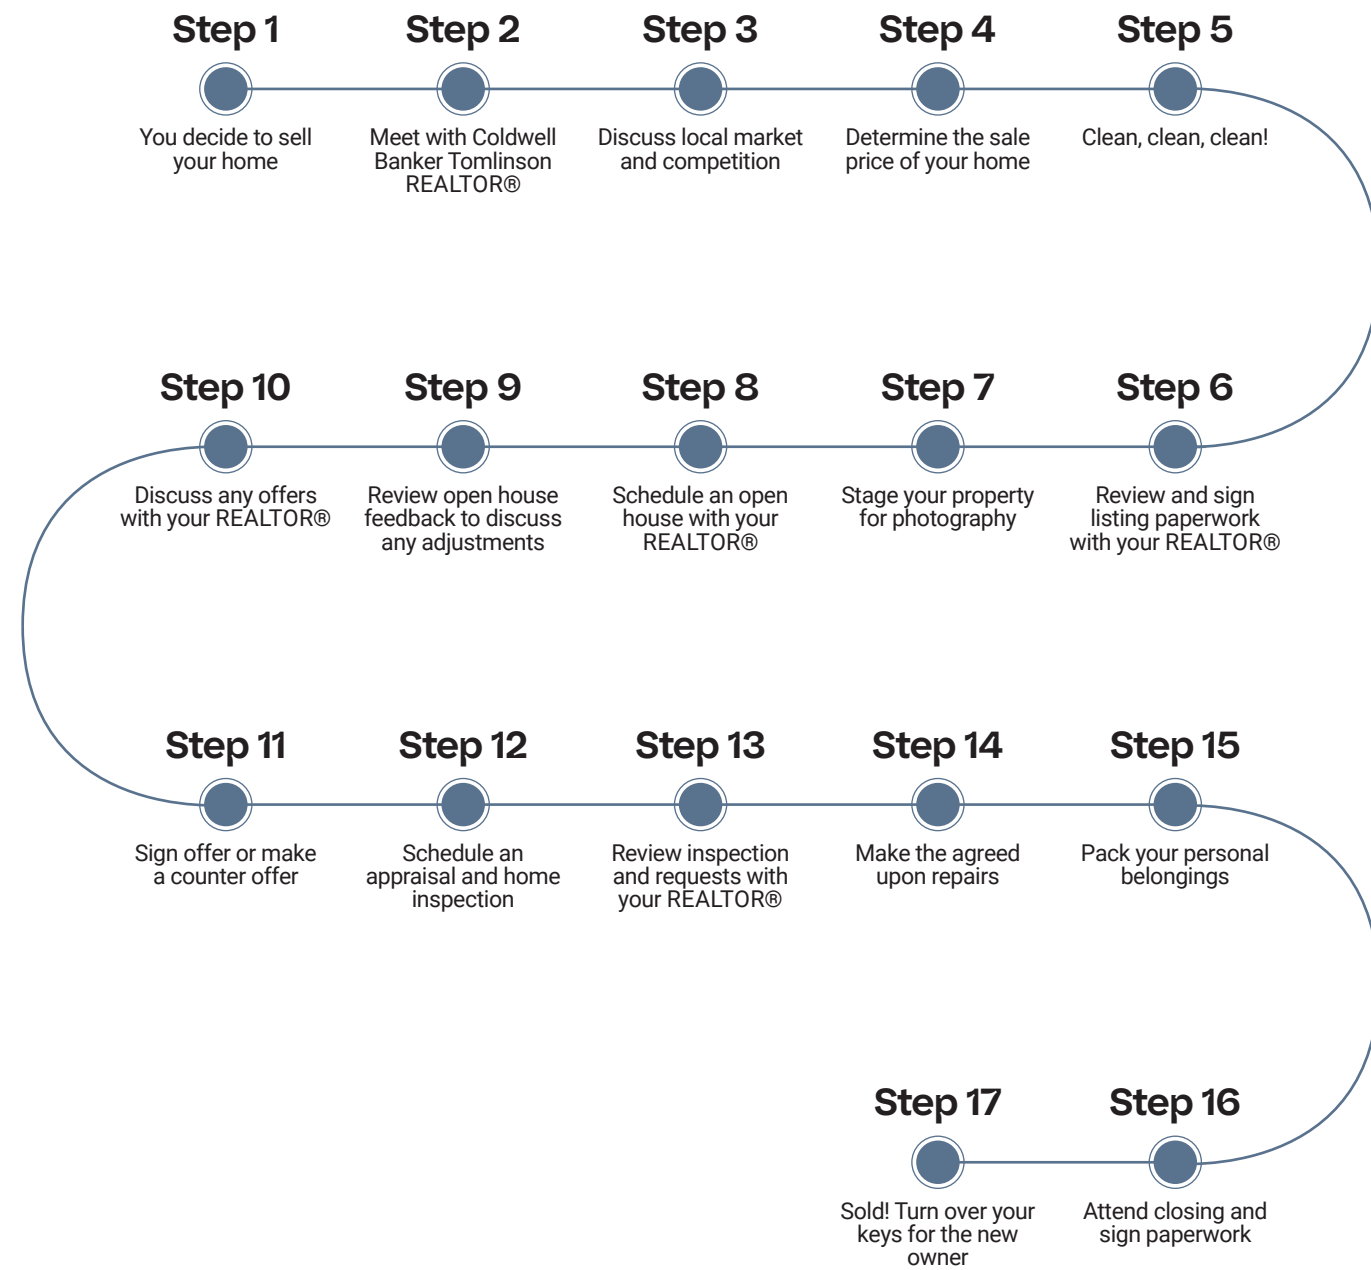 Step 1
You decide to sell
your home
Step 2
Meet with Coldwell
Banker Tomlinson
REALTOR®
Step 3
Discuss local market
and competition
Step 4
Determine the sale
price of your home
Step 5
Clean, clean, clean!
Step 6
Review and sign
listing paperwork
with your REALTOR®
Step 7
Stage your property
for photography
Step 8
Schedule an open
house with your
REALTOR®
Step 9
Review open house
feedback to discuss
any adjustments
Step 10
Discuss any offers
with your REALTOR®
Step 11
Sign offer or make
a counter offer
Step 12
Schedule an
appraisal and home
inspection
Step 13
Review inspection
and requests with
your REALTOR®
Step 14
Make the agreed
upon repairs
Step 15
Pack your personal
belongings
Step 16
Attend closing and
sign paperwork
Step 17
Sold! Turn over your
keys for the new
owner